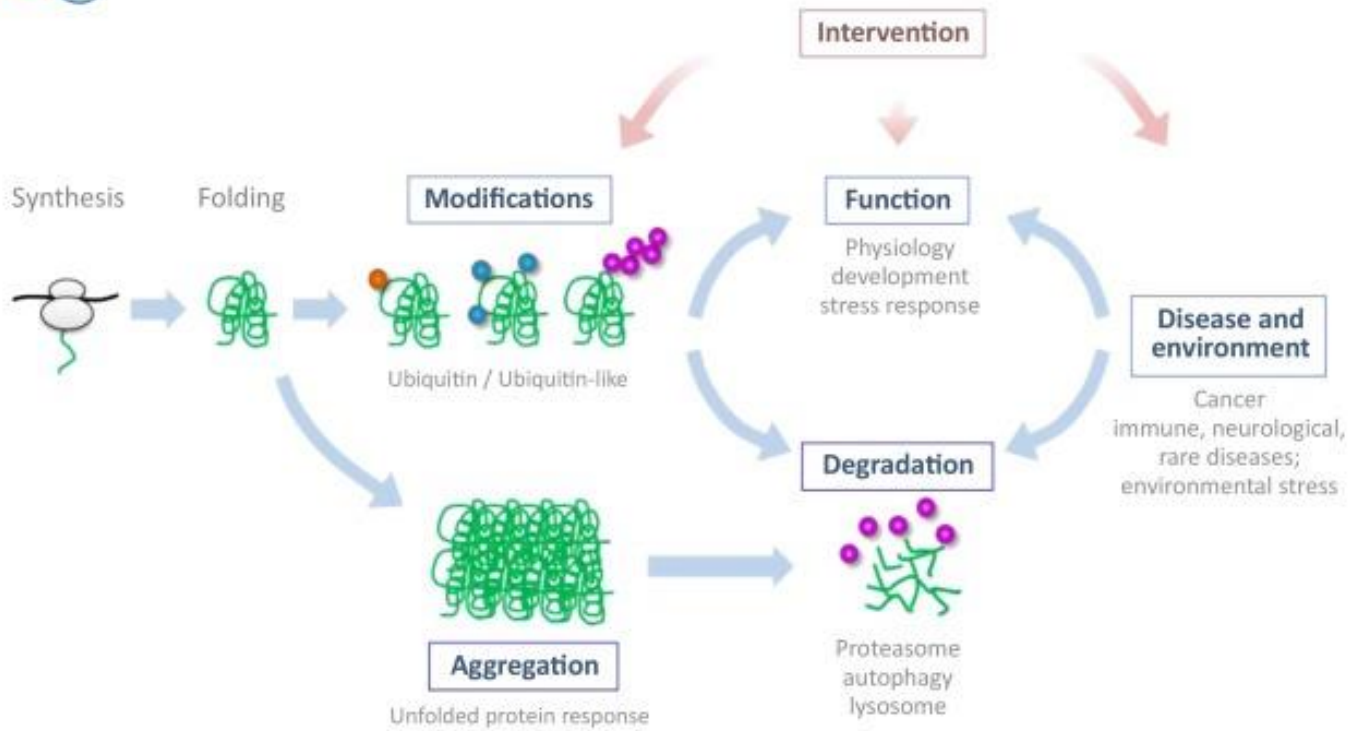 Intervention
Synthesis
Folding
Modifications
Function
Physiology
development
stress response
Ubiquitin / Ubiquitin-like
Disease and
environment
Cancer
immune, neurological,
rare diseases;
environmental stress
Degradation
Aggregation
Unfolded protein response
Proteasome
autophagy
lysosome